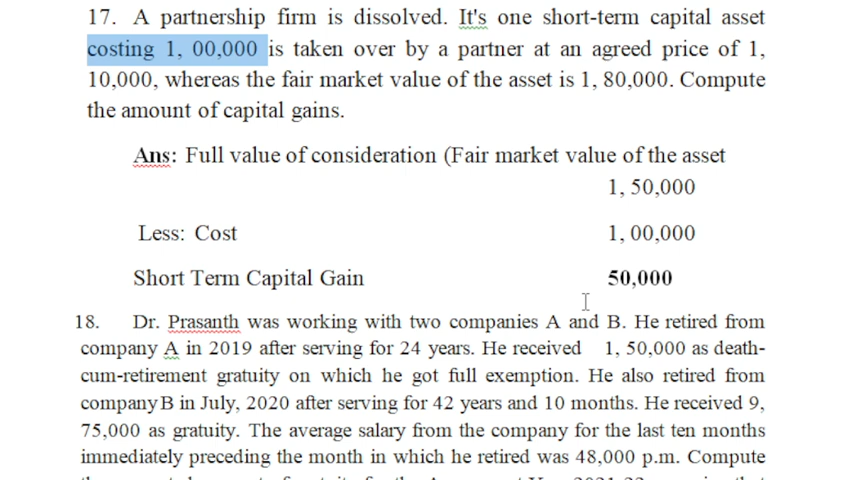 17. A partnership firm is dissolved. It's one short-term capital asset
costing 1, 00,000 is taken over by a partner at an agreed price of 1,
10,000, whereas the fair market value of the asset is 1, 80,000. Compute
the amount of capital gains.
Ans: Full value of consideration (Fair market value of the asset
1, 50,000
Less: Cost 1, 00,000
Short Term Capital Gain 50,000
18. Dr. Prasanth was working with two companies A and B. He retired from
company A in 2019 after serving for 24 years. He received 1, 50,000 as death-
cum-retirement gratuity on which he got full exemption. He also retired from
company B in July, 2020 after serving for 42 years and 10 months. He received 9,
75,000 as gratuity. The average salary from the company for the last ten months
immediately preceding the month in which he retired was 48,000 p.m. Compute